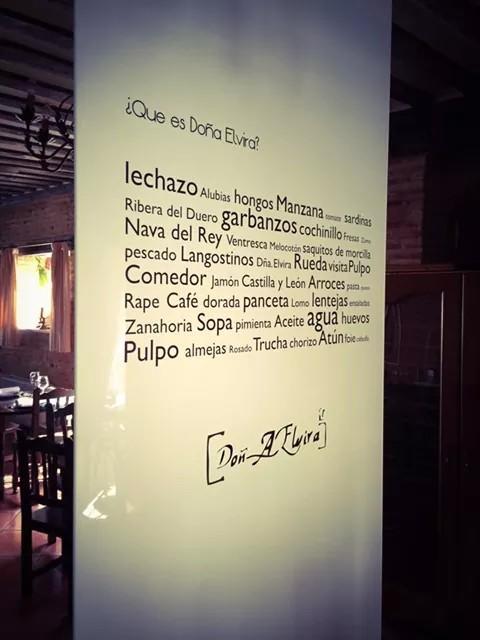 ¿Que es Doña Elvira?
lechazo Alubias hongos Manzana tomate sardinas
Ribera del Duero garbanzos cochinillo Fresas Zumo
Nava del Rey Ventresca Melocotón saquitos de morcilla
pescado Langostinos Dña. Elvira Rueda visita Pulpo
Comedor Jamón Castilla y León Arroces pasta
Rape Café dorada panceta Lomo lentejas ensaladas
Zanahoria Sopa pimienta Aceite agua huevos
Pulpo almejas Rosado Trucha chorizo Atún foie cebolla
Doñ A Elvira